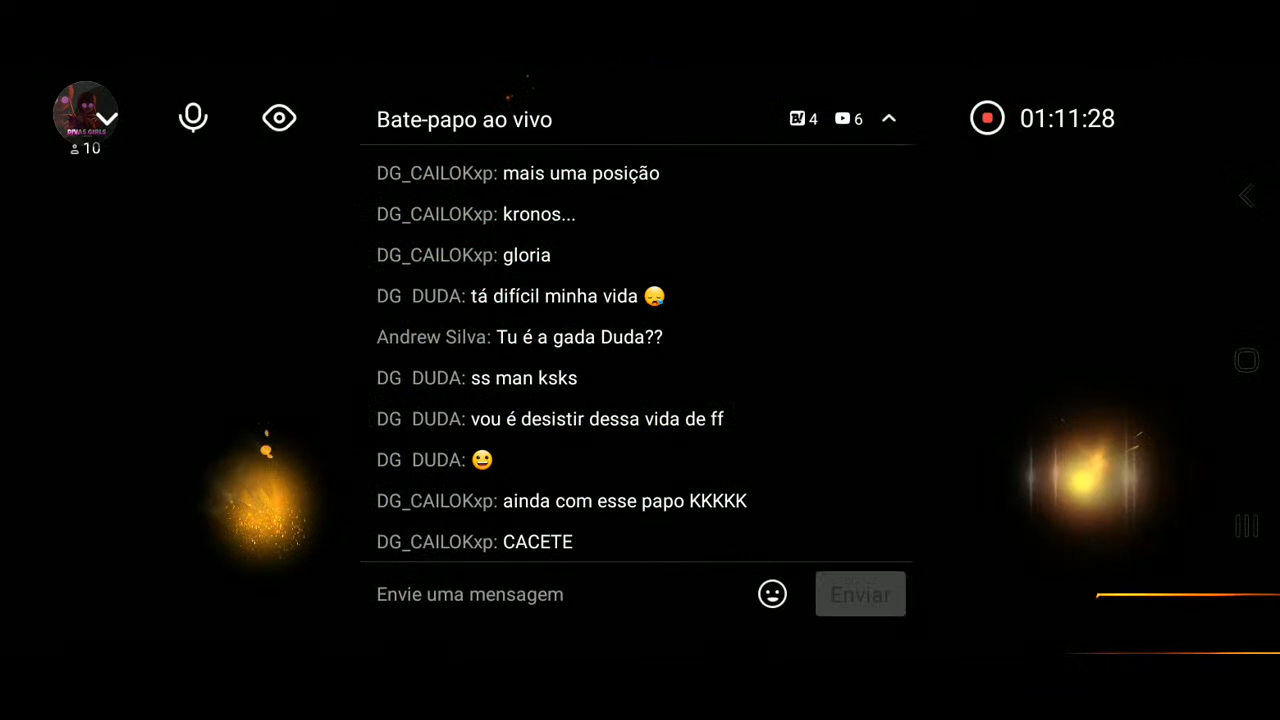 DIVAS GIRLS
10
Bate-papo ao vivo
4
6
01:11:28
DG_CAILOKxp: mais uma posição
DG_CAILOKxp: kronos...
DG_CAILOKxp: gloria
DG DUDA: tá difícil minha vida 😪
Andrew Silva: Tu é a gada Duda??
DG DUDA: ss man ksks
DG DUDA: vou é desistir dessa vida de ff
DG DUDA: 😀
DG_CAILOKxp: ainda com esse papo KKKKK
DG_CAILOKxp: CACETE
Envie uma mensagem
Enviar